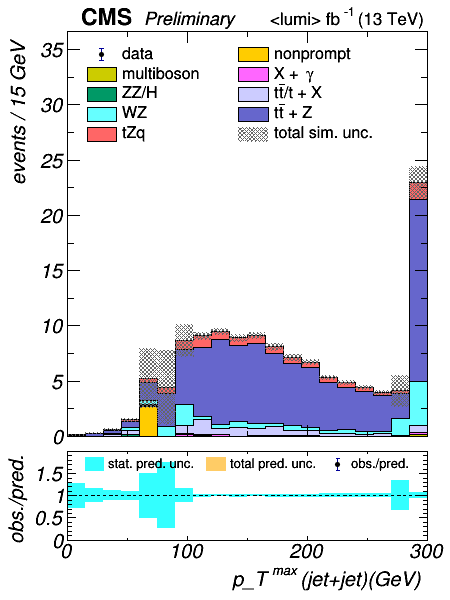 CMS Preliminary <lumi> fb⁻¹ (13 TeV)
events / 15 GeV
data
multiboson
ZZ/H
WZ
tZq
nonprompt
X + γ
tt̄/t + X
tt̄ + Z
total sim. unc.
35
30
25
20
15
10
5
0
obs./pred.
stat. pred. unc. total pred. unc. obs./pred.
1.5
1
0.5
0
0 100 200 300
p_T^max (jet+jet)(GeV)